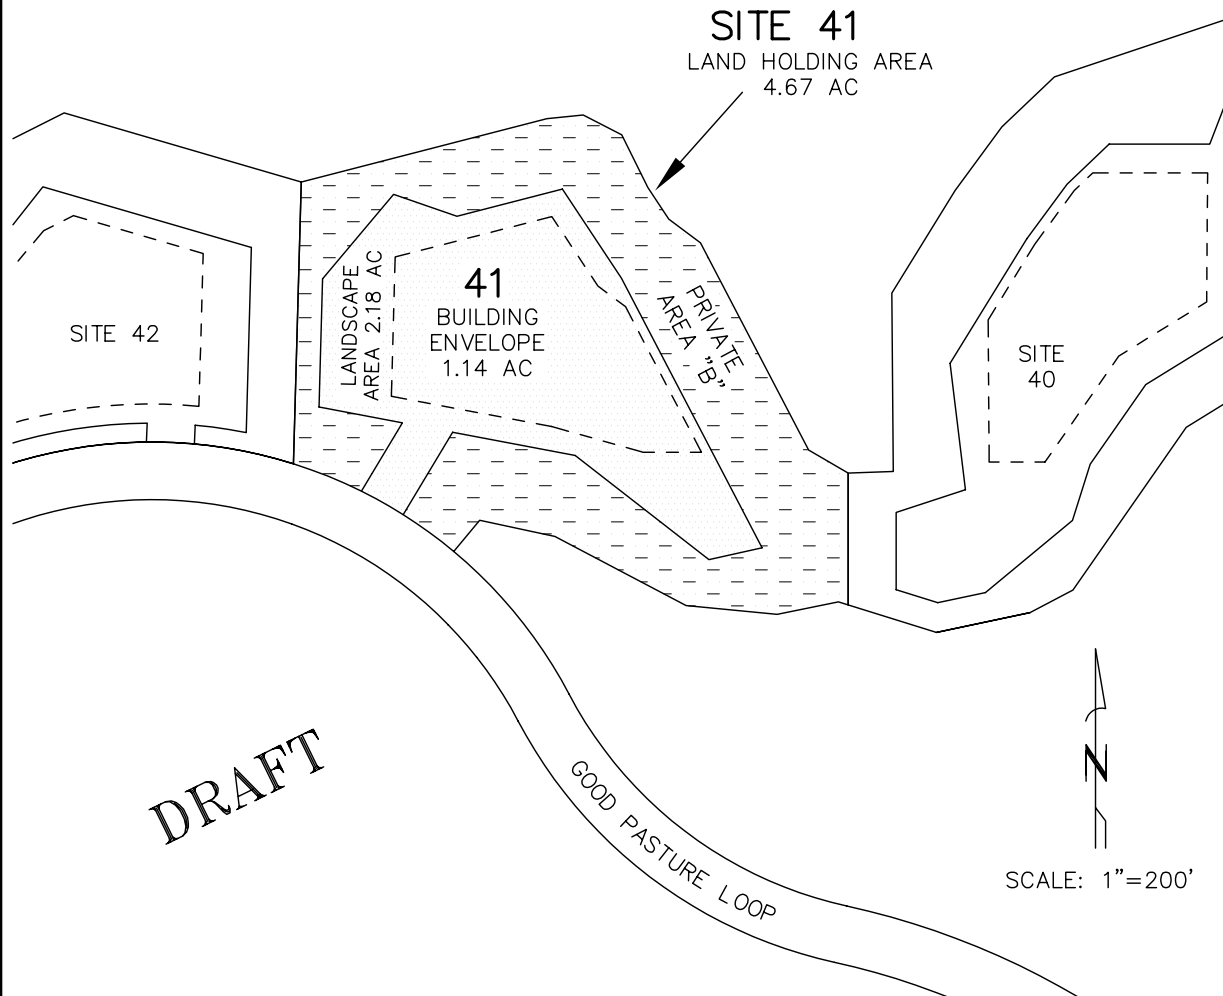 SITE 41
LAND HOLDING AREA
4.67 AC
LANDSCAPE
AREA 2.18 AC
41
BUILDING
ENVELOPE
1.14 AC
PRIVATE
AREA "B"
SITE 42
SITE
40
DRAFT
GOOD PASTURE LOOP
N
SCALE: 1"=200'